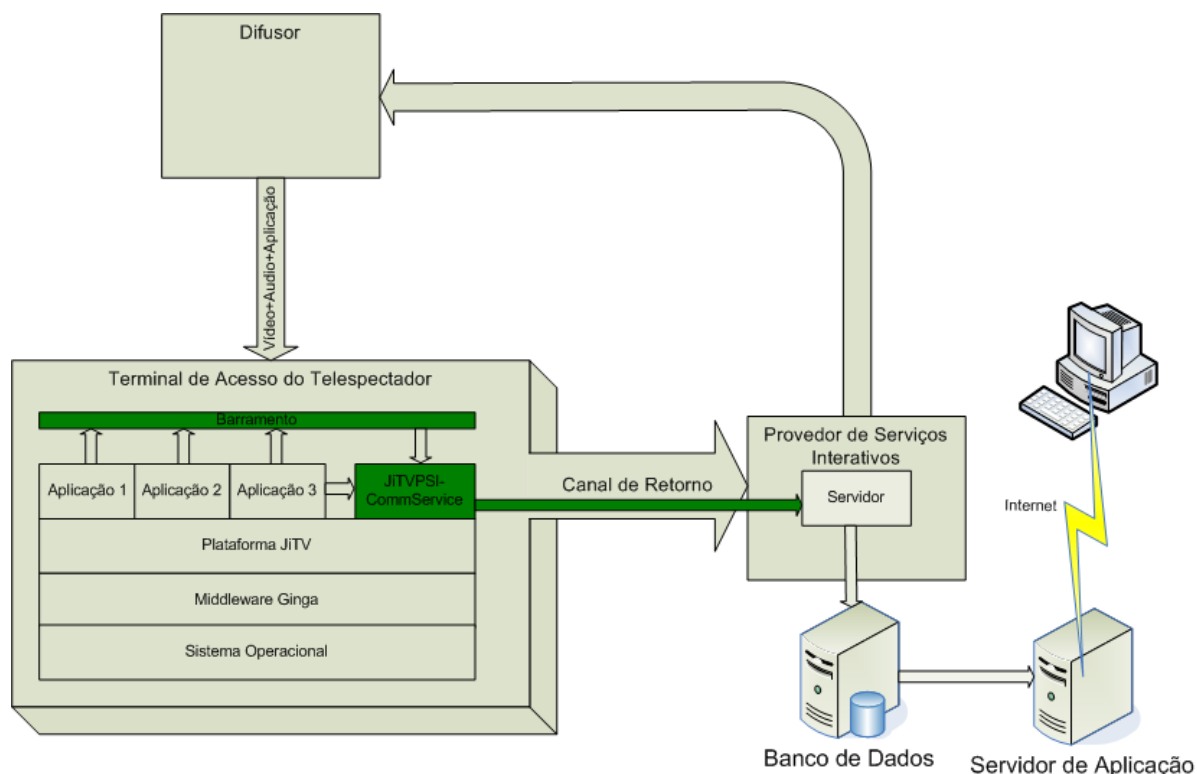 Difusor
Vídeo+Audio+Aplicação
Terminal de Acesso do Telespectador
Barramento
Aplicação 1
Aplicação 2
Aplicação 3
JiTVPSI-
CommService
Plataforma JiTV
Middleware Ginga
Sistema Operacional
Canal de Retorno
Provedor de Serviços
Interativos
Servidor
Internet
Banco de Dados
Servidor de Aplicação